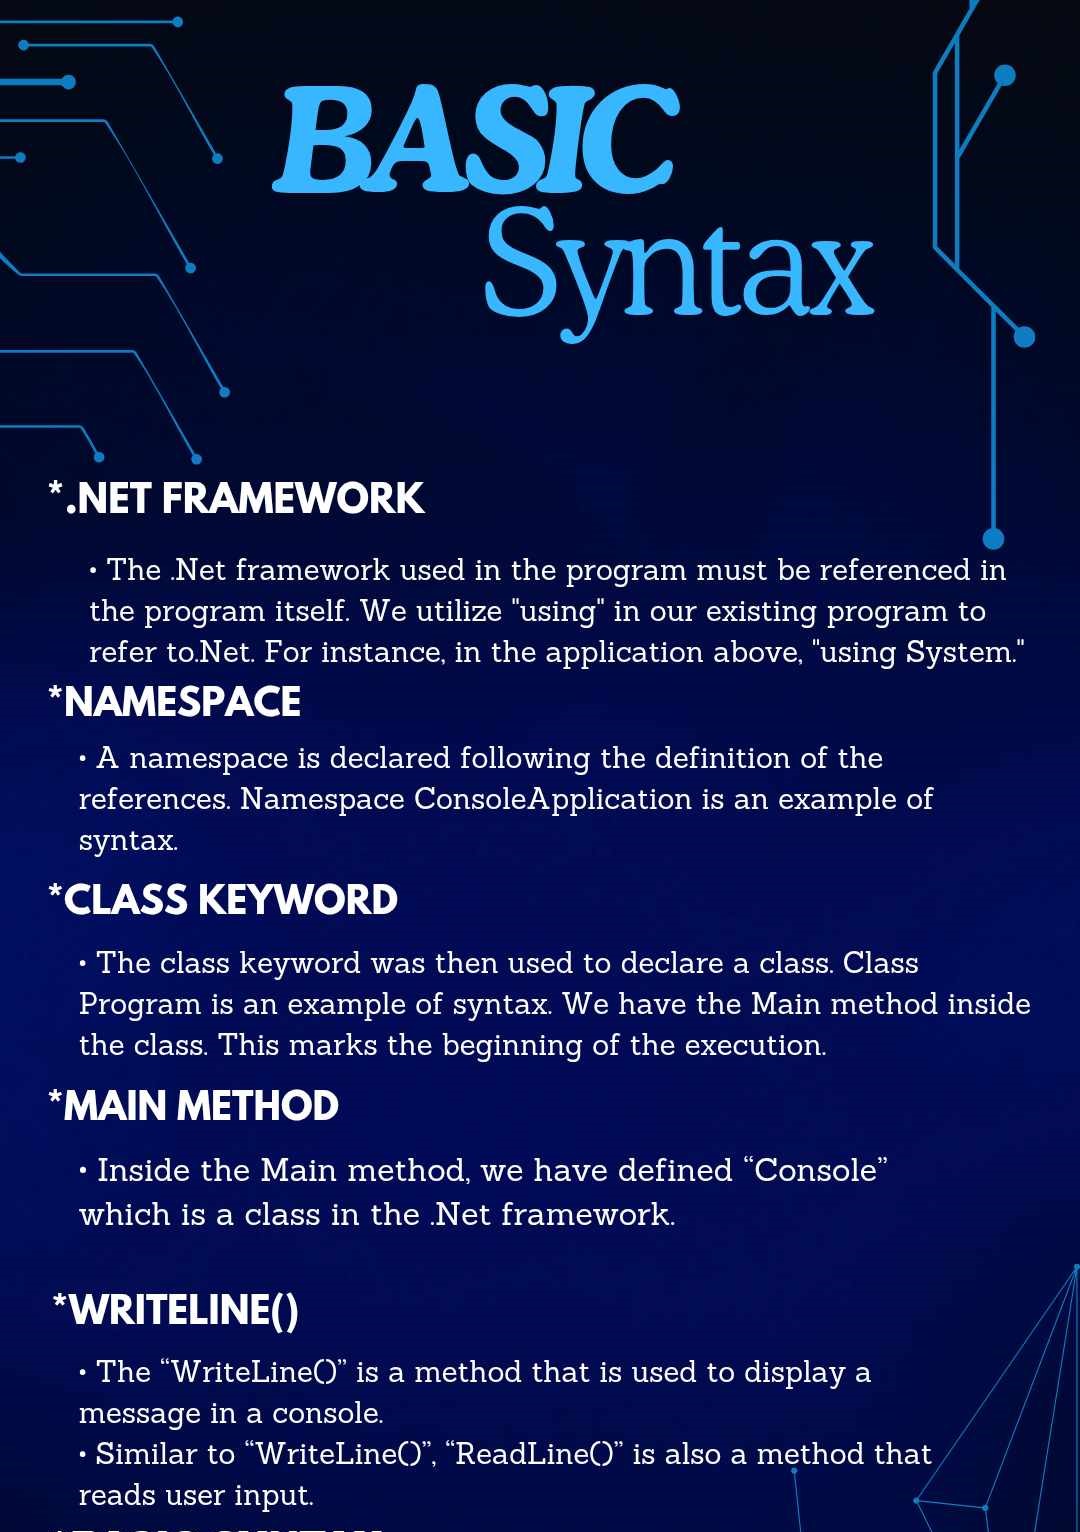 BASIC
Syntax
*.NET FRAMEWORK
• The .Net framework used in the program must be referenced in
the program itself. We utilize "using" in our existing program to
refer to.Net. For instance, in the application above, "using System."
*NAMESPACE
• A namespace is declared following the definition of the
references. Namespace ConsoleApplication is an example of
syntax.
*CLASS KEYWORD
• The class keyword was then used to declare a class. Class
Program is an example of syntax. We have the Main method inside
the class. This marks the beginning of the execution.
*MAIN METHOD
• Inside the Main method, we have defined “Console”
which is a class in the .Net framework.
*WRITELINE()
• The “WriteLine()” is a method that is used to display a
message in a console.
• Similar to “WriteLine()”, “ReadLine()” is also a method that
reads user input.